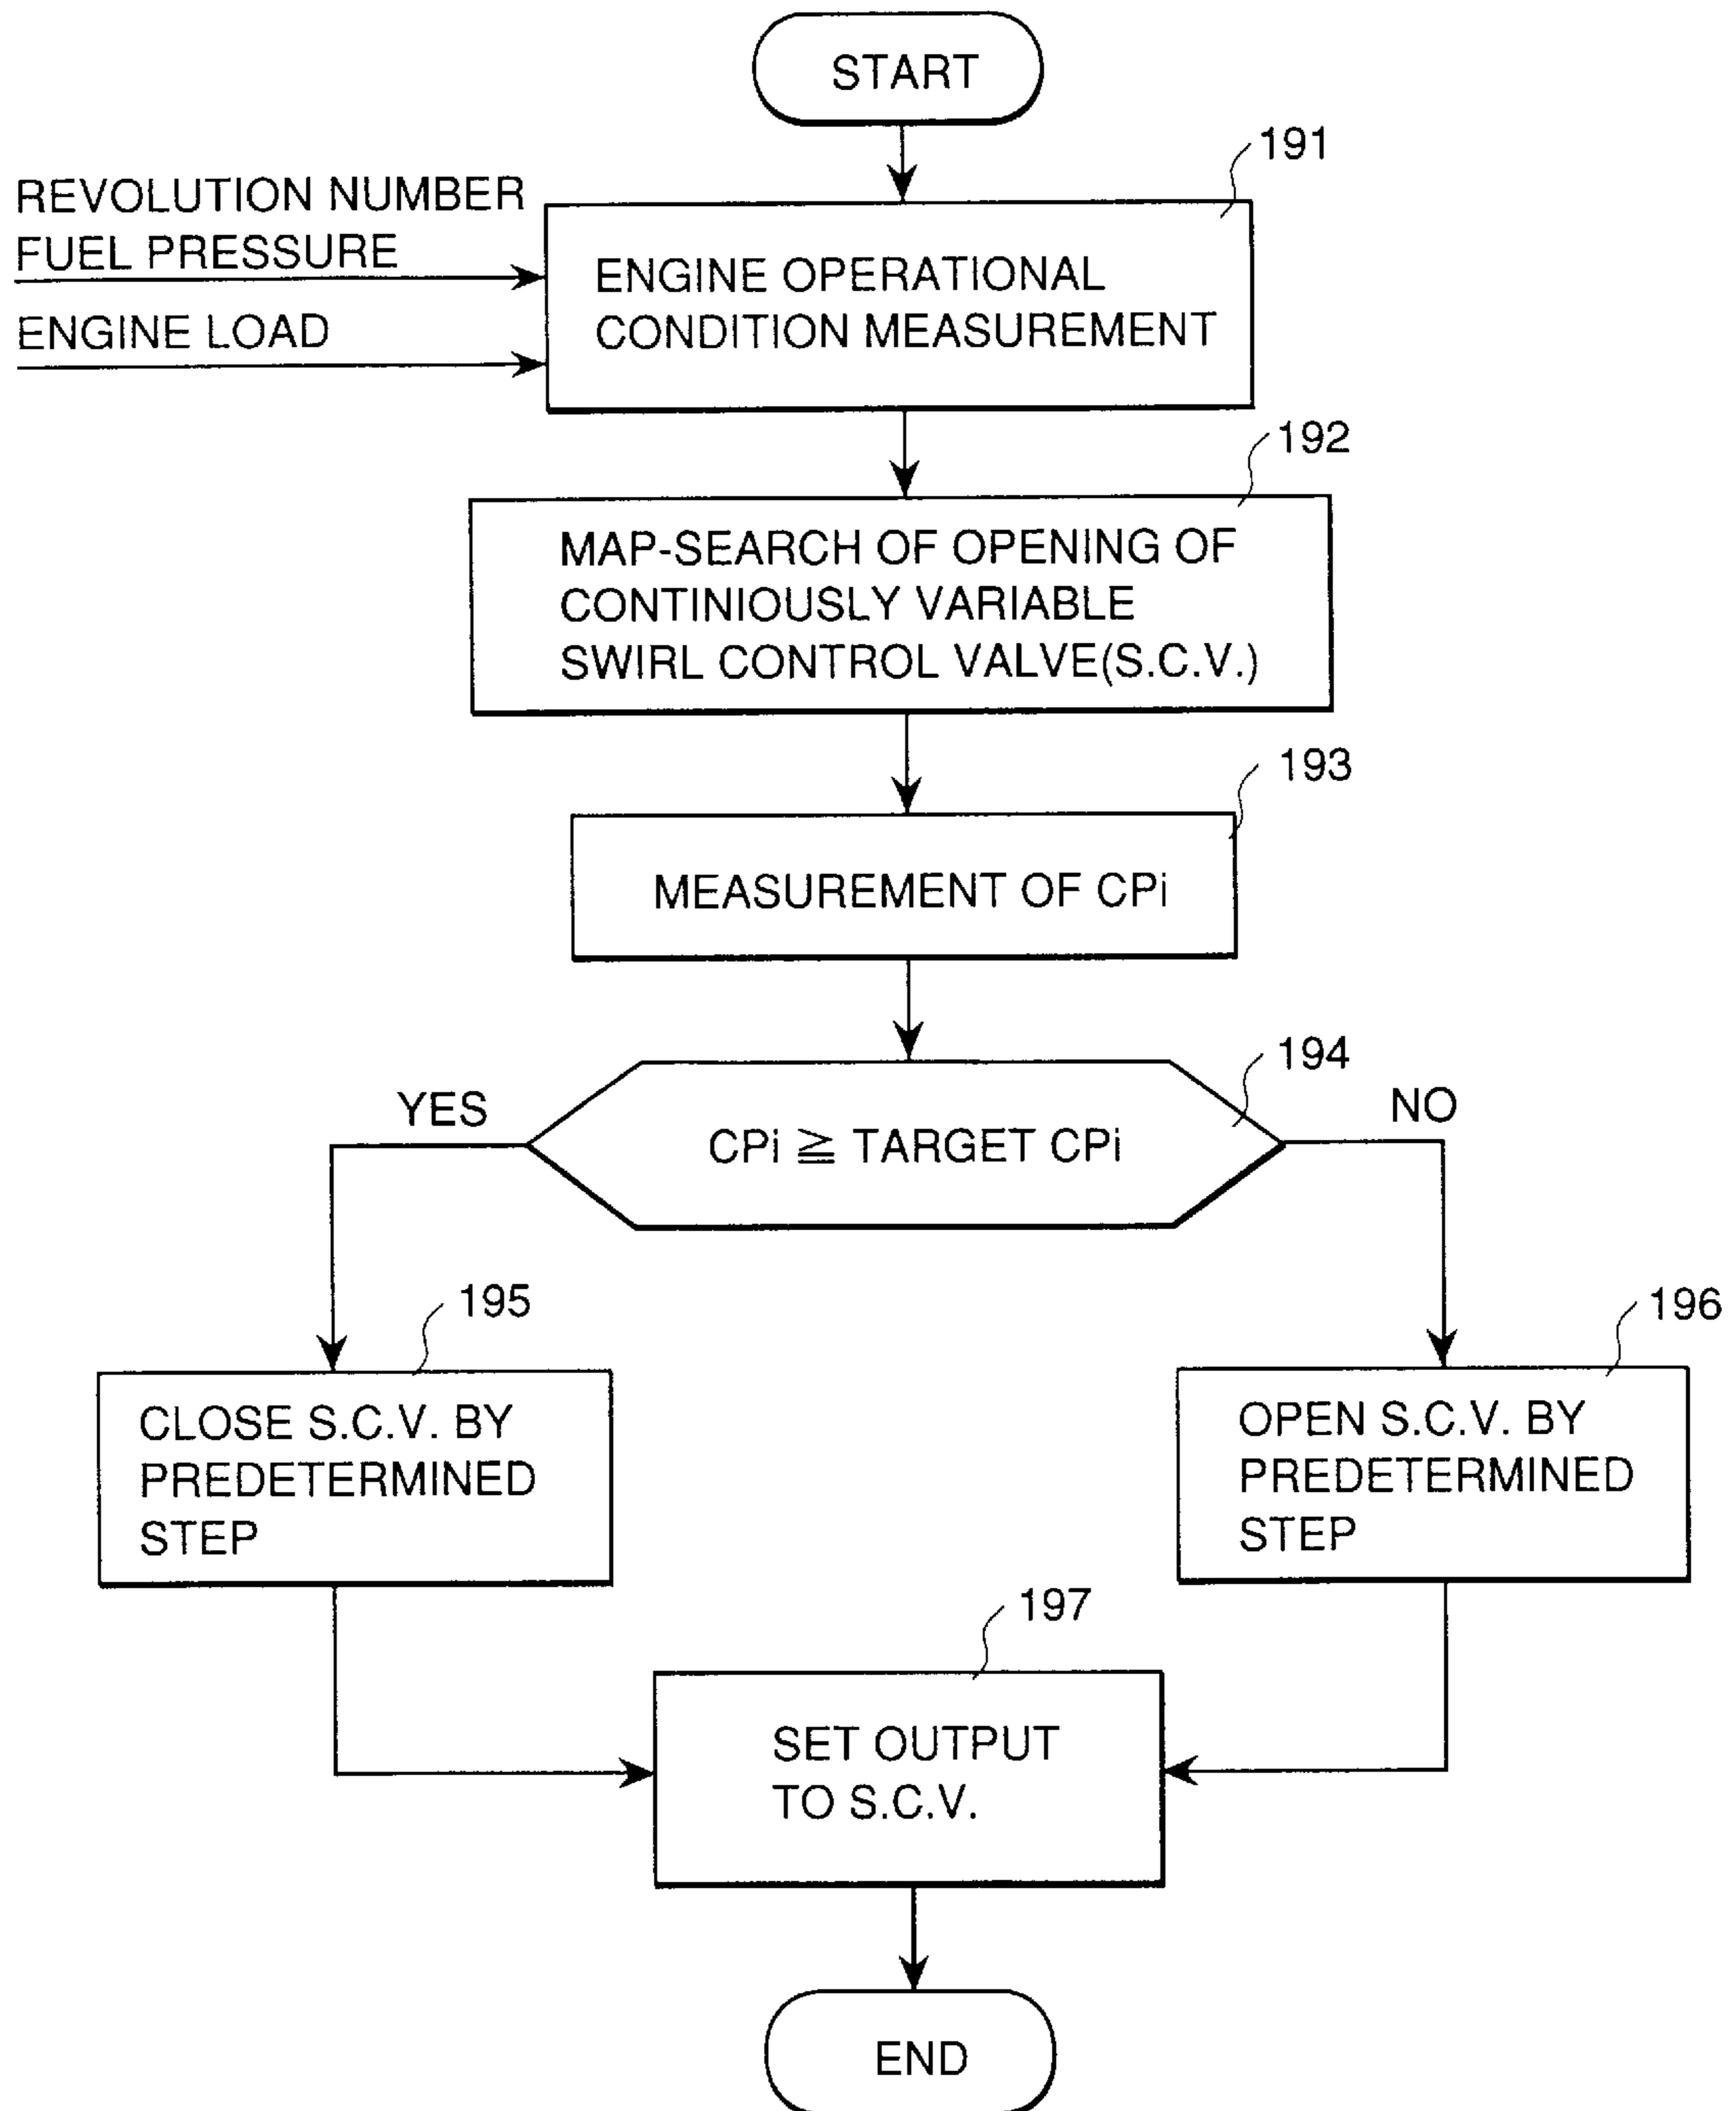 START
191
REVOLUTION NUMBER
FUEL PRESSURE
ENGINE LOAD
ENGINE OPERATIONAL
CONDITION MEASUREMENT
192
MAP-SEARCH OF OPENING OF
CONTINIOUSLY VARIABLE
SWIRL CONTROL VALVE(S.C.V.)
193
MEASUREMENT OF CPi
194
YES
NO
CPi ≧ TARGET CPi
195
CLOSE S.C.V. BY
PREDETERMINED
STEP
196
OPEN S.C.V. BY
PREDETERMINED
STEP
197
SET OUTPUT
TO S.C.V.
END